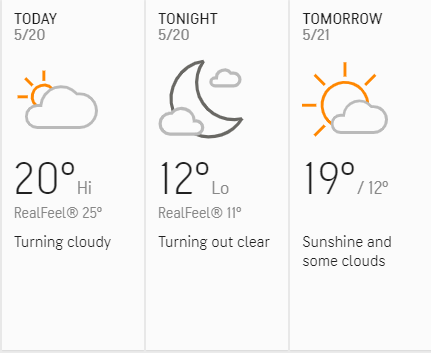 TODAY
5/20
20° Hi
RealFeel® 25°
Turning cloudy
TONIGHT
5/20
12° Lo
RealFeel® 11°
Turning out clear
TOMORROW
5/21
19° / 12°
Sunshine and
some clouds